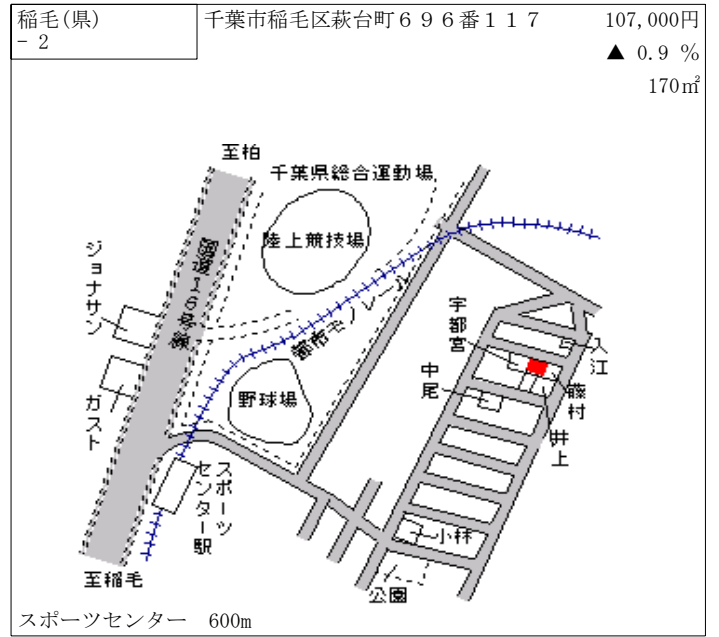 稲毛(県)
- 2
千葉市稲毛区萩台町６９６番１１７
107,000円
▲ 0.9 %
170㎡
至柏
千葉県総合運動場
陸上競技場
国道16号線
ジョナサン
ガスト
都市モノレール
野球場
宇都宮
中尾
入江
藤村
井上
スポーツ
センター駅
小林
公園
至稲毛
スポーツセンター 600m